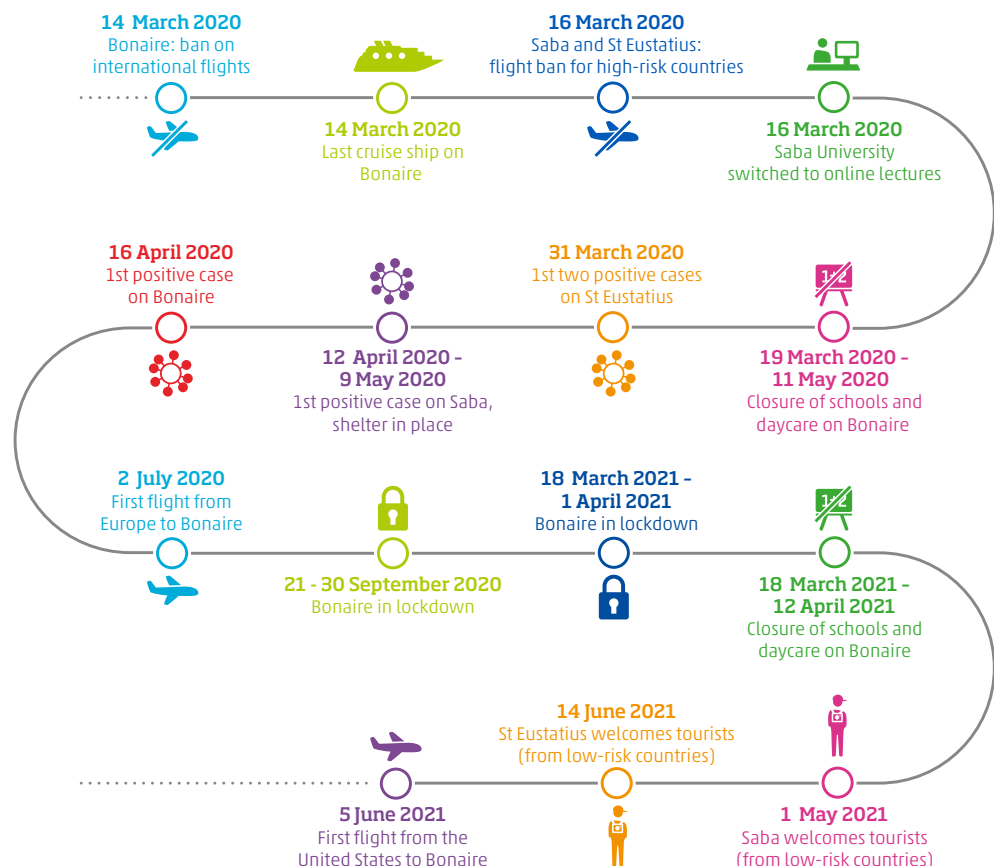 14 March 2020
Bonaire: ban on
international flights
14 March 2020
Last cruise ship on
Bonaire
16 March 2020
Saba and St Eustatius:
flight ban for high-risk countries
16 March 2020
Saba University
switched to online lectures
19 March 2020 –
11 May 2020
Closure of schools and
daycare on Bonaire
1+2
31 March 2020
1st two positive cases
on St Eustatius
12 April 2020 –
9 May 2020
1st positive case on Saba,
shelter in place
16 April 2020
1st positive case
on Bonaire
2 July 2020
First flight from
Europe to Bonaire
21 - 30 September 2020
Bonaire in lockdown
18 March 2021 –
1 April 2021
Bonaire in lockdown
1+2
18 March 2021 –
12 April 2021
Closure of schools and
daycare on Bonaire
1 May 2021
Saba welcomes tourists
(from low-risk countries)
14 June 2021
St Eustatius welcomes tourists
(from low-risk countries)
5 June 2021
First flight from the
United States to Bonaire